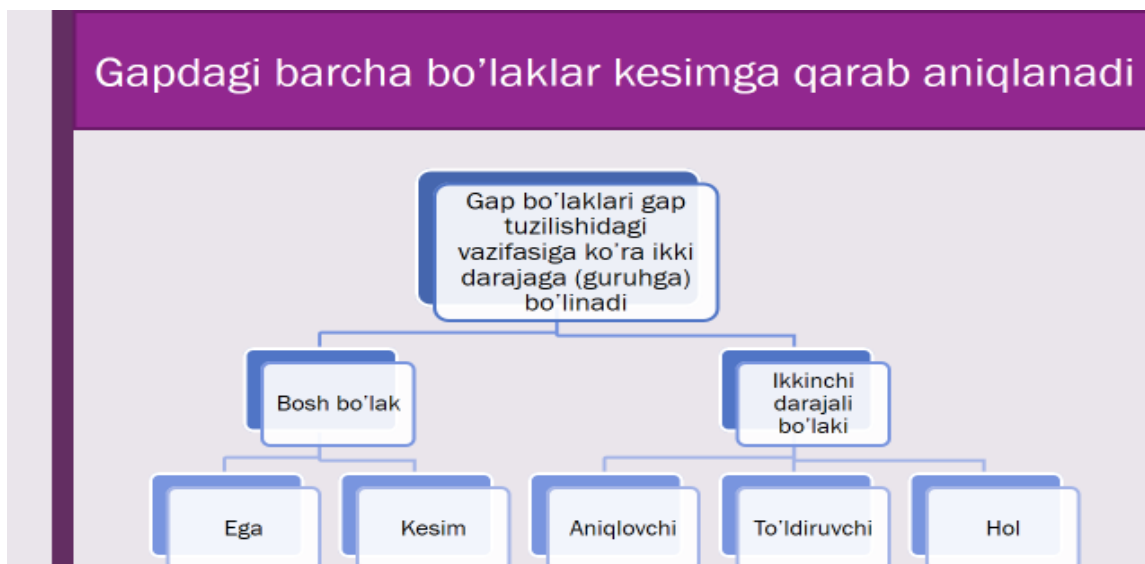 Gapdagi barcha bo’laklar kesimga qarab aniqlanadi
Gap bo’laklari gap
tuzilishidagi
vazifasiga ko’ra ikki
darajaga (guruhga)
bo’linadi
Bosh bo’lak
Ikkinchi
darajali
bo’laki
Ega
Kesim
Aniqlovchi
To’ldiruvchi
Hol